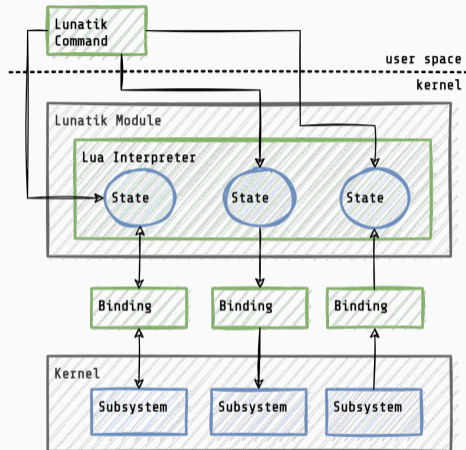 Lunatik
Command
user space
kernel
Lunatik Module
Lua Interpreter
State
State
State
Binding
Binding
Binding
Kernel
Subsystem
Subsystem
Subsystem